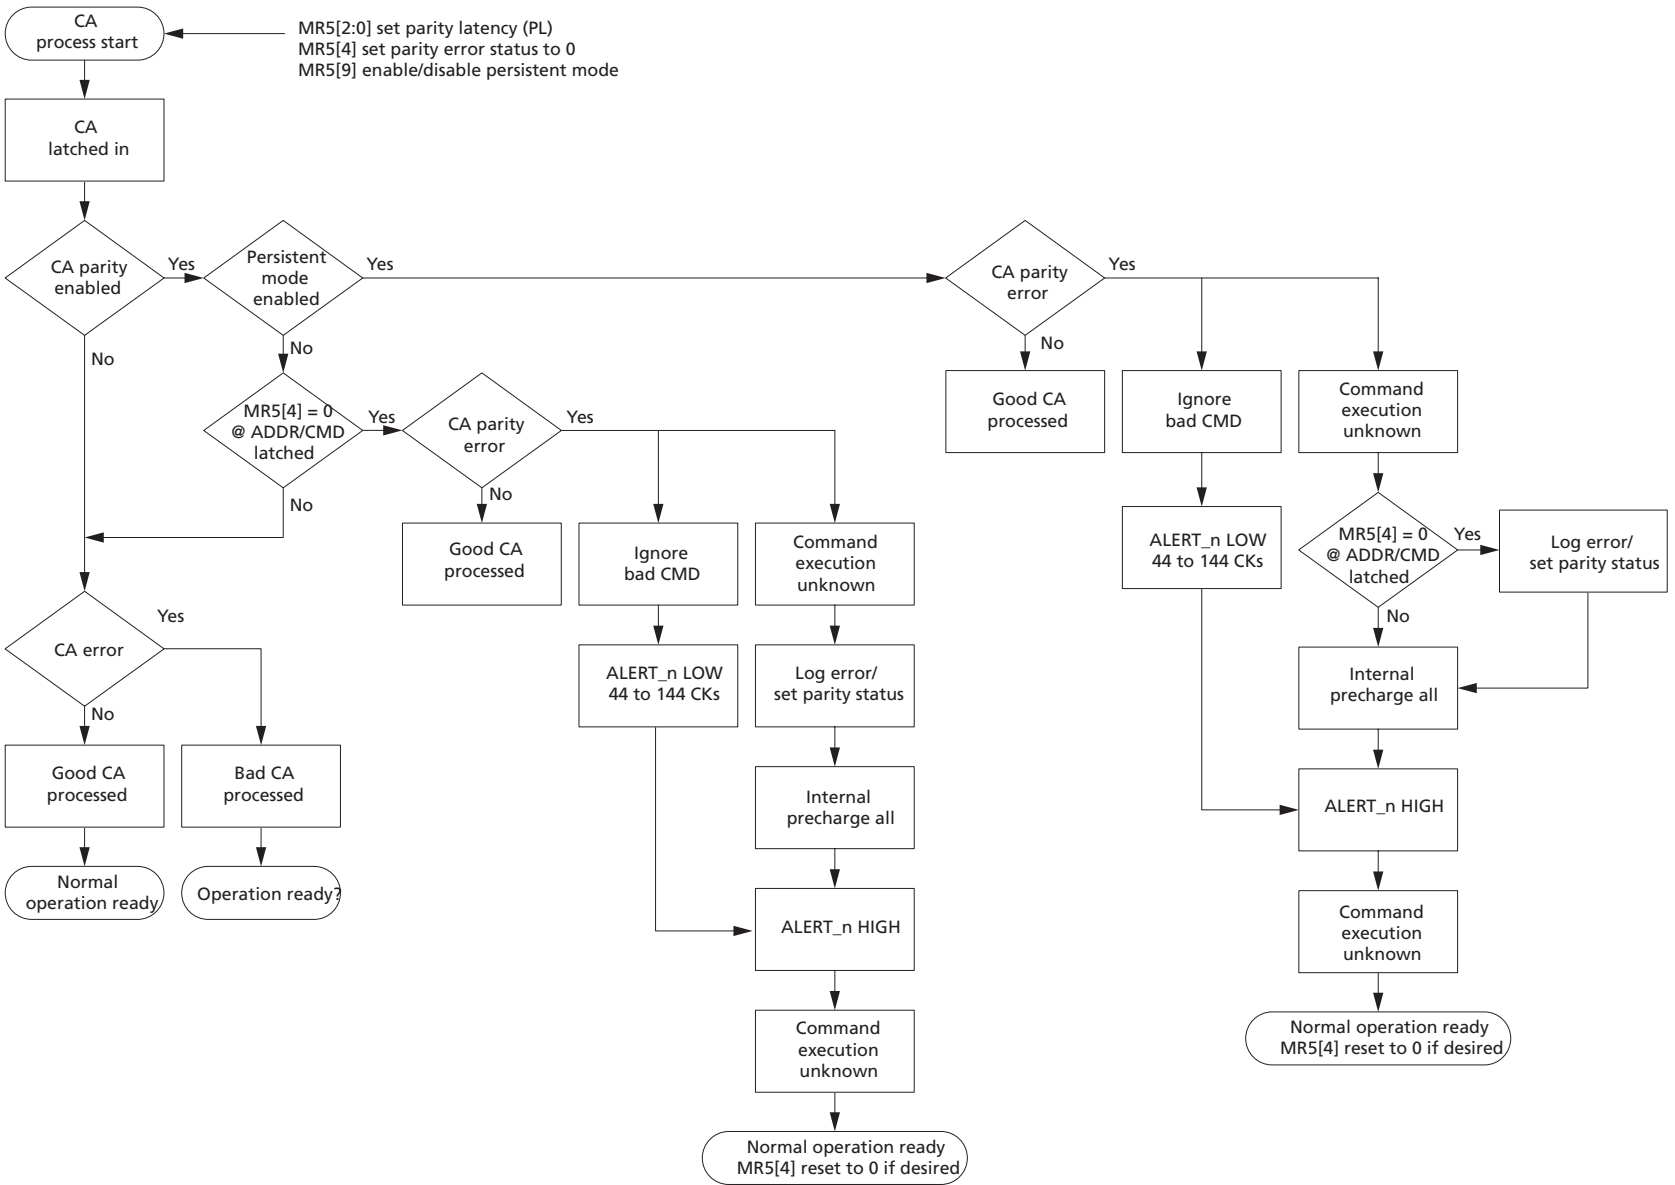 CA
process start
MR5[2:0] set parity latency (PL)
MR5[4] set parity error status to 0
MR5[9] enable/disable persistent mode
CA
latched in
CA parity
enabled
Yes
No
Persistent
mode
enabled
Yes
No
CA parity
error
Yes
No
MR5[4] = 0
@ ADDR/CMD
latched
Yes
No
CA parity
error
Yes
No
Good CA
processed
Ignore
bad CMD
Command
execution
unknown
Good CA
processed
Ignore
bad CMD
Command
execution
unknown
ALERT_n LOW
44 to 144 CKs
MR5[4] = 0
@ ADDR/CMD
latched
Yes
No
Log error/
set parity status
CA error
Yes
No
ALERT_n LOW
44 to 144 CKs
Log error/
set parity status
Internal
precharge all
Good CA
processed
Bad CA
processed
Internal
precharge all
ALERT_n HIGH
Normal
operation ready
Operation ready?
ALERT_n HIGH
Command
execution
unknown
Command
execution
unknown
Normal operation ready
MR5[4] reset to 0 if desired
Normal operation ready
MR5[4] reset to 0 if desired